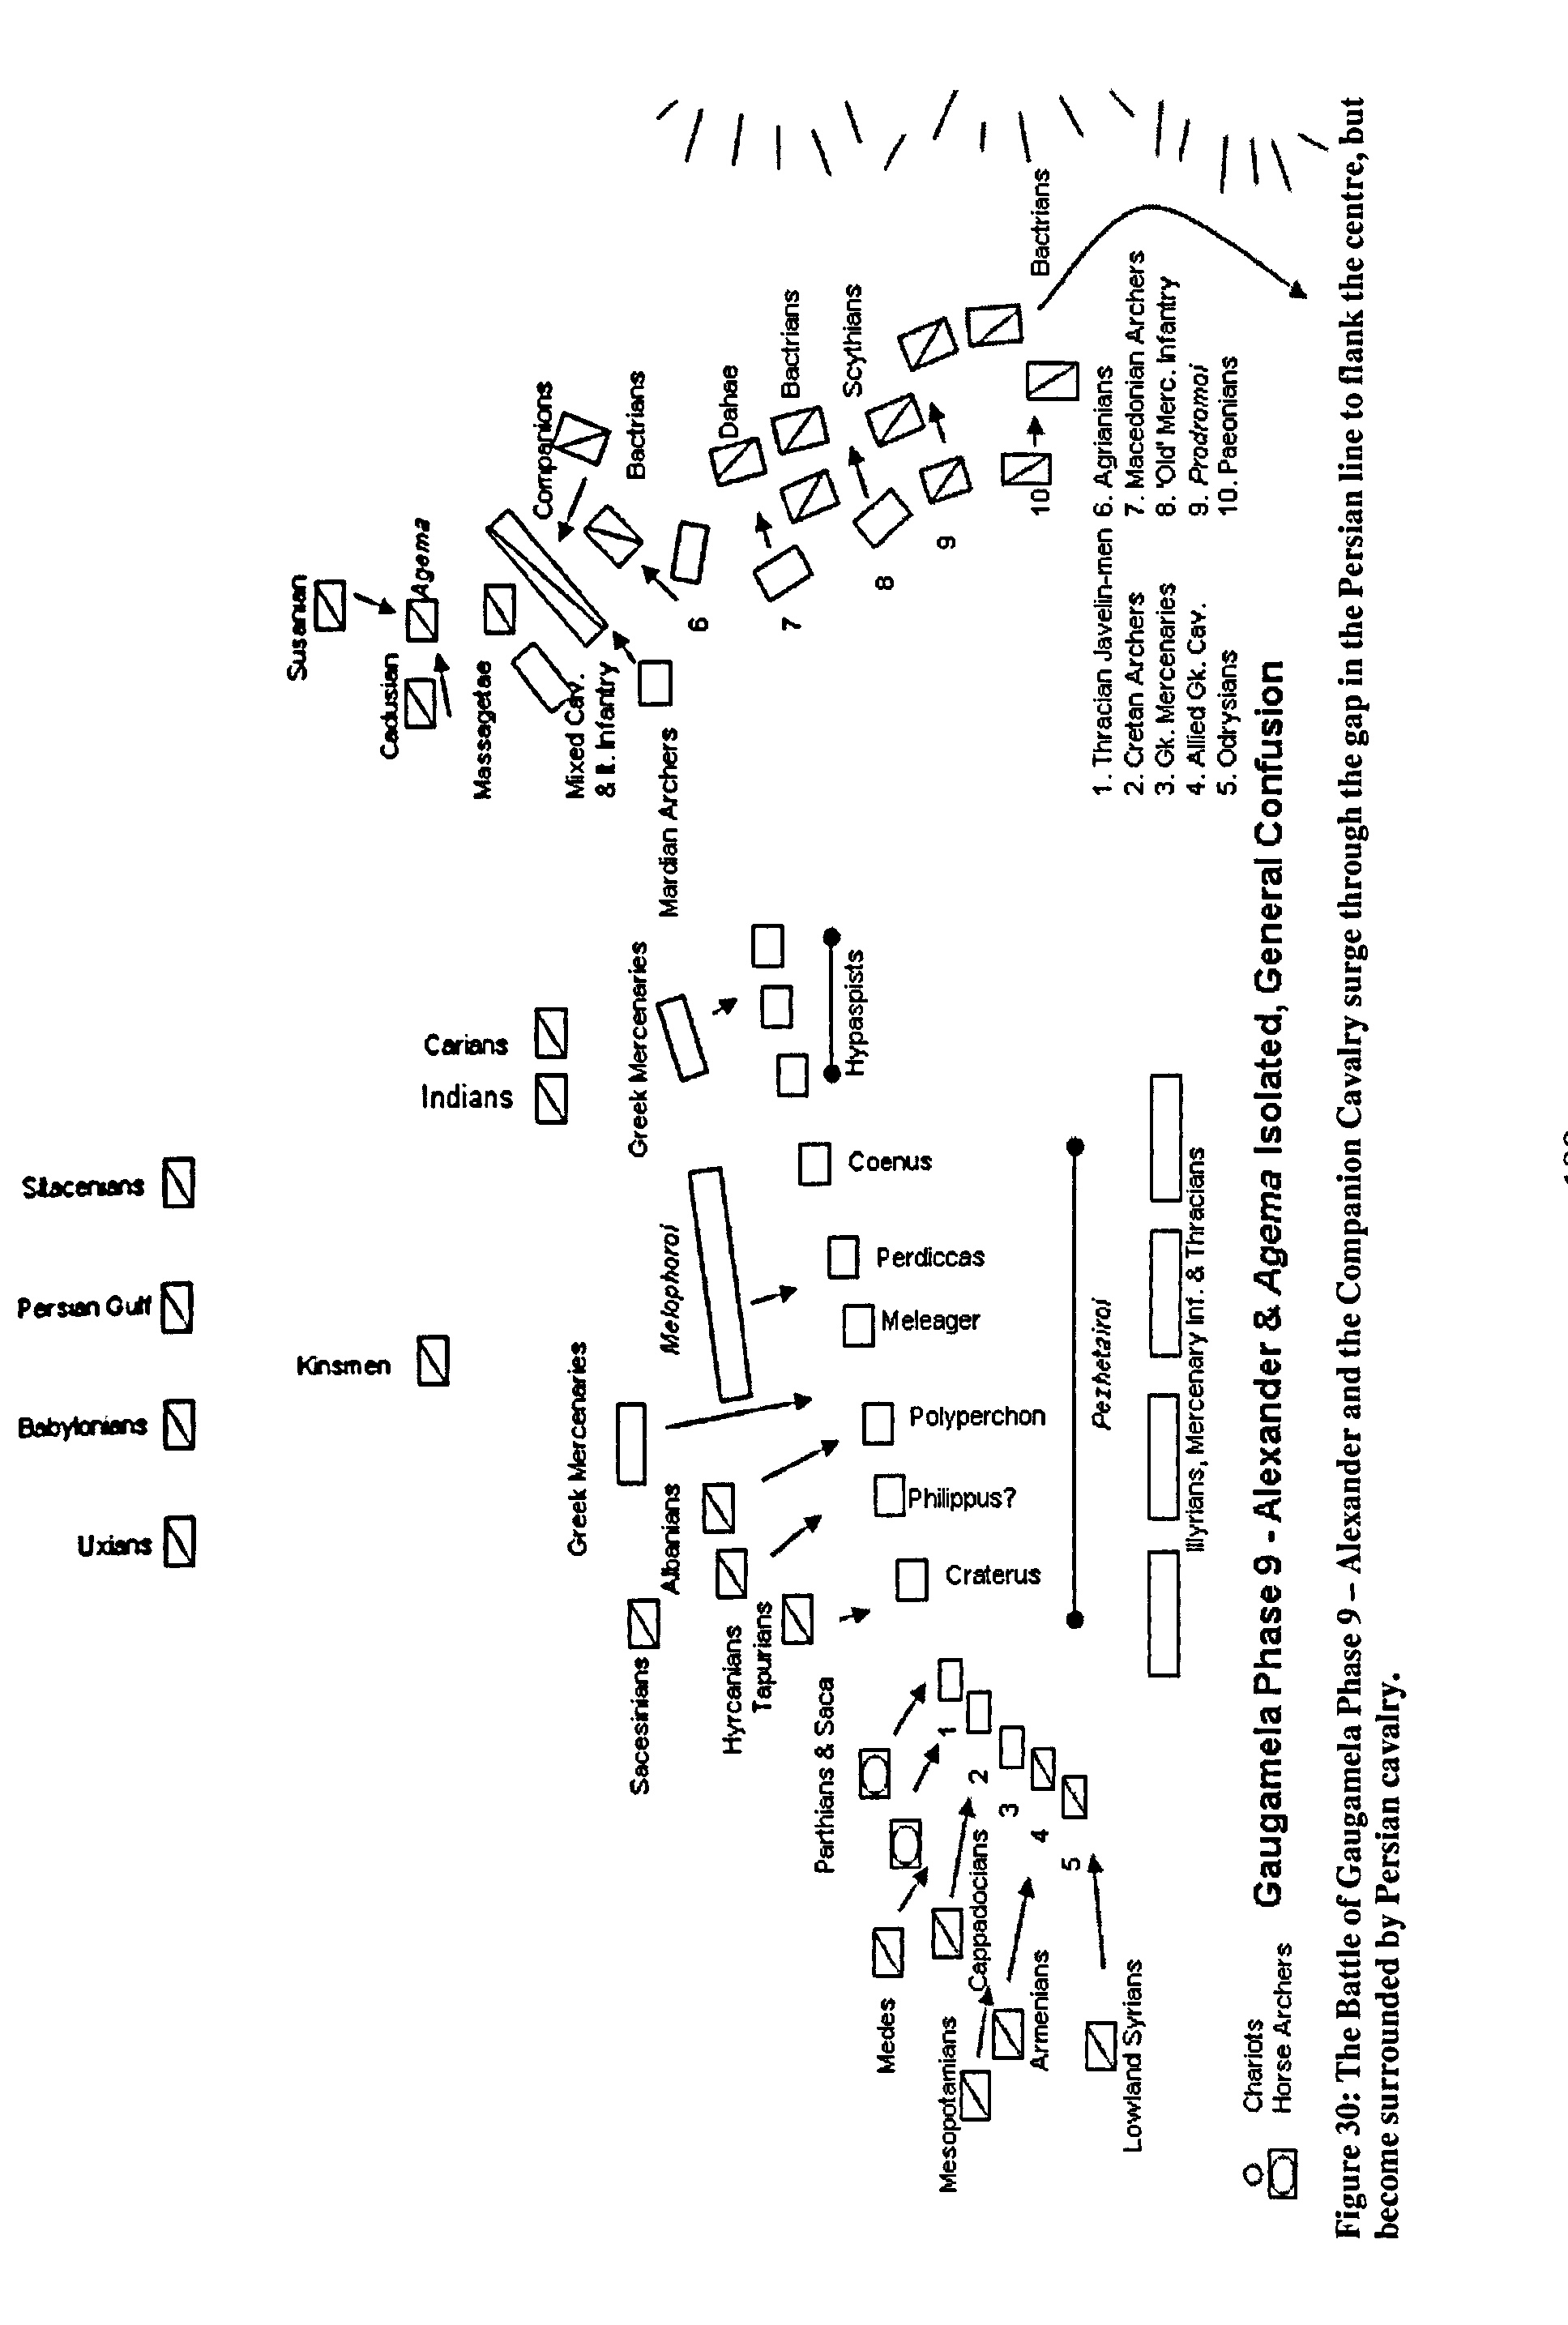 Sitacenians
Persian Gulf
Babylonians
Uxians
Kinsmen
Carians
Indians
Susanian
Cadusian
Agema
Massagetae
Companions
Bactrians
Mixed Cav.
& lt. Infantry
Mardian Archers
Dahae
Bactrians
Scythians
Bactrians
Greek Mercenaries
Melophoroi
Greek Mercenaries
Albanians
Sacesinians
Hyrcanians
Tapurians
Parthians & Saca
Medes
Cappadocians
Mesopotamians
Armenians
Lowland Syrians
Hypaspists
Coenus
Perdiccas
Meleager
Polyperchon
Philippus?
Craterus
Pezhetairoi
Illyrians, Mercenary Inf. & Thracians
1
2
3
4
5
6
7
8
9
10
1. Thracian Javelin-men
2. Cretan Archers
3. Gk. Mercenaries
4. Allied Gk. Cav.
5. Odrysians
6. Agrianians
7. Macedonian Archers
8. 'Old' Merc. Infantry
9. Prodromoi
10. Paeonians
Chariots
Horse Archers
Gaugamela Phase 9 - Alexander & Agema Isolated, General Confusion
Figure 30: The Battle of Gaugamela Phase 9 – Alexander and the Companion Cavalry surge through the gap in the Persian line to flank the centre, but
become surrounded by Persian cavalry.